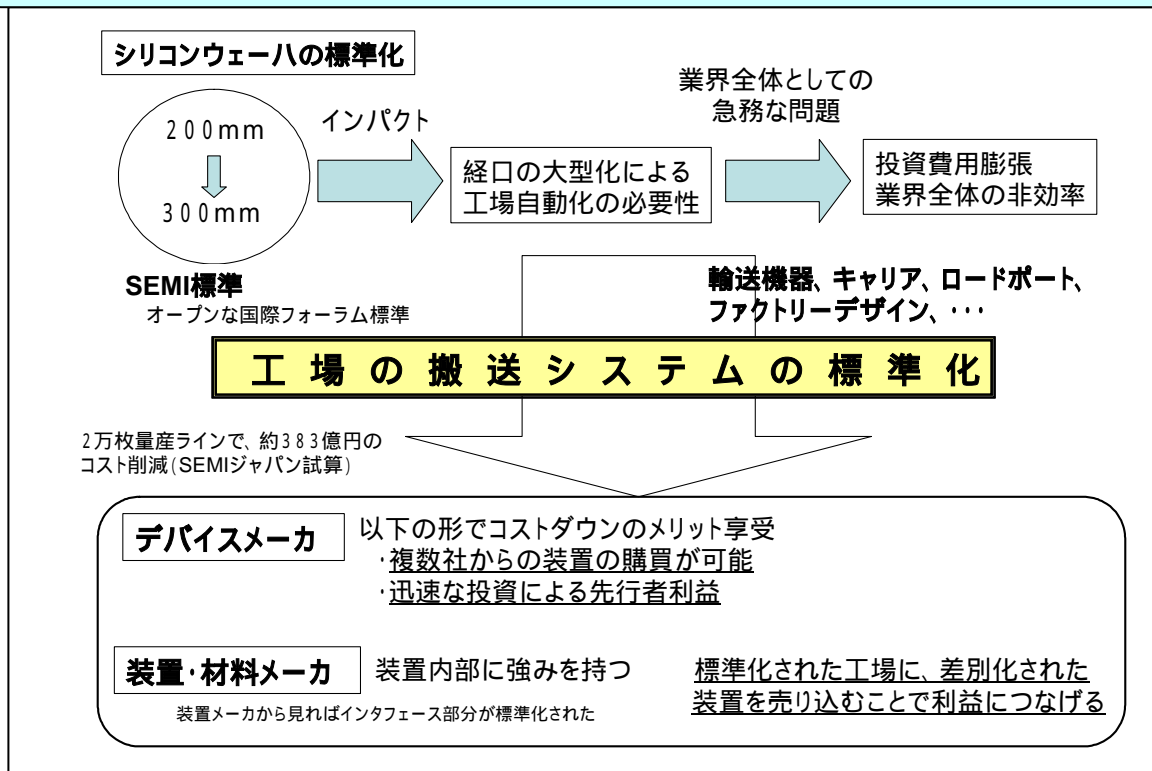 シリコンウェーハの標準化
200mm
300mm
インパクト
経口の大型化による
工場自動化の必要性
業界全体としての
急務な問題
投資費用膨張
業界全体の非効率
SEMI標準
オープンな国際フォーラム標準
輸送機器、キャリア、ロードポート、
ファクトリーデザイン、・・・
工場の搬送システムの標準化
2万枚量産ラインで、約383億円の
コスト削減(SEMIジャパン試算)
デバイスメーカ
以下の形でコストダウンのメリット享受
・複数社からの装置の購買が可能
・迅速な投資による先行者利益
装置・材料メーカ
装置内部に強みを持つ
装置メーカから見ればインタフェース部分が標準化された
標準化された工場に、差別化された
装置を売り込むことで利益につなげる